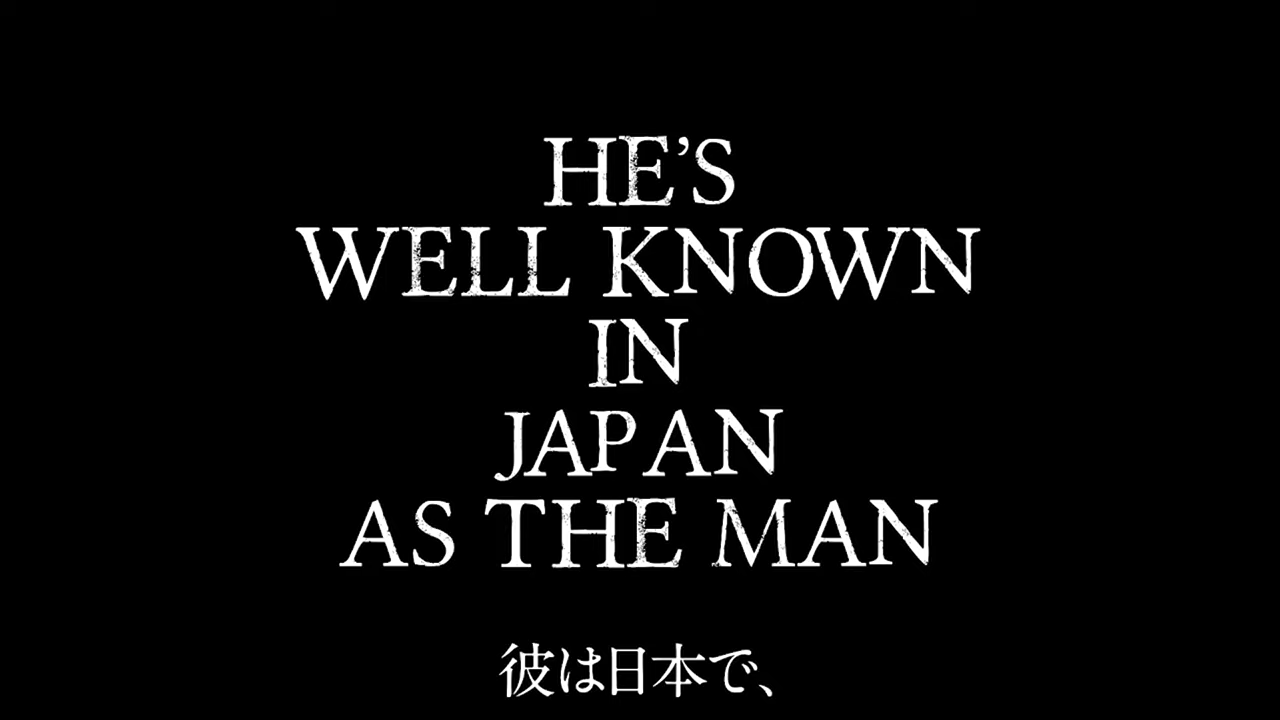 HE’S
WELL KNOWN
IN
JAPAN
AS THE MAN
彼は日本で、